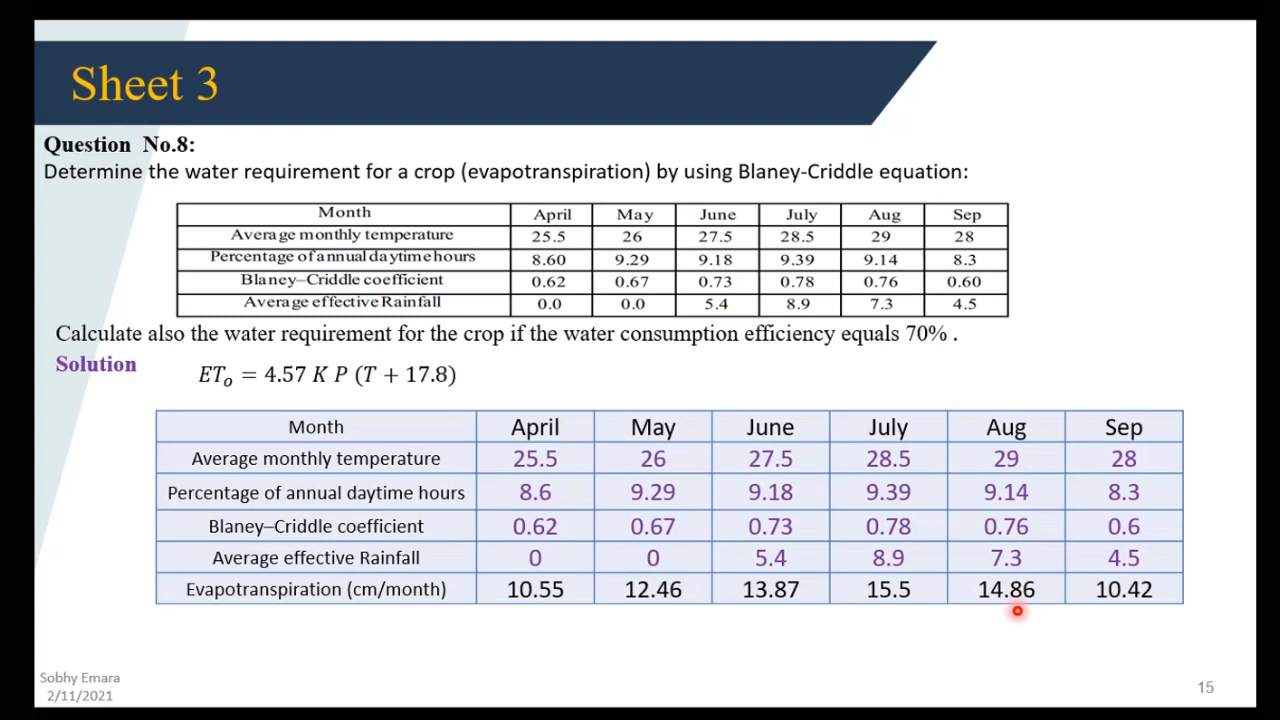 Sheet 3
Question No.8:
Determine the water requirement for a crop (evapotranspiration) by using Blaney-Criddle equation:
Month April May June July Aug Sep
Average monthly temperature 25.5 26 27.5 28.5 29 28
Percentage of annual daytime hours 8.60 9.29 9.18 9.39 9.14 8.3
Blaney–Criddle coefficient 0.62 0.67 0.73 0.78 0.76 0.60
Average effective Rainfall 0.0 0.0 5.4 8.9 7.3 4.5
Calculate also the water requirement for the crop if the water consumption efficiency equals 70% .
Solution
ETₒ = 4.57 K P (T + 17.8)
Month April May June July Aug Sep
Average monthly temperature 25.5 26 27.5 28.5 29 28
Percentage of annual daytime hours 8.6 9.29 9.18 9.39 9.14 8.3
Blaney–Criddle coefficient 0.62 0.67 0.73 0.78 0.76 0.6
Average effective Rainfall 0 0 5.4 8.9 7.3 4.5
Evapotranspiration (cm/month) 10.55 12.46 13.87 15.5 14.86 10.42
Sobhy Emara
2/11/2021
15